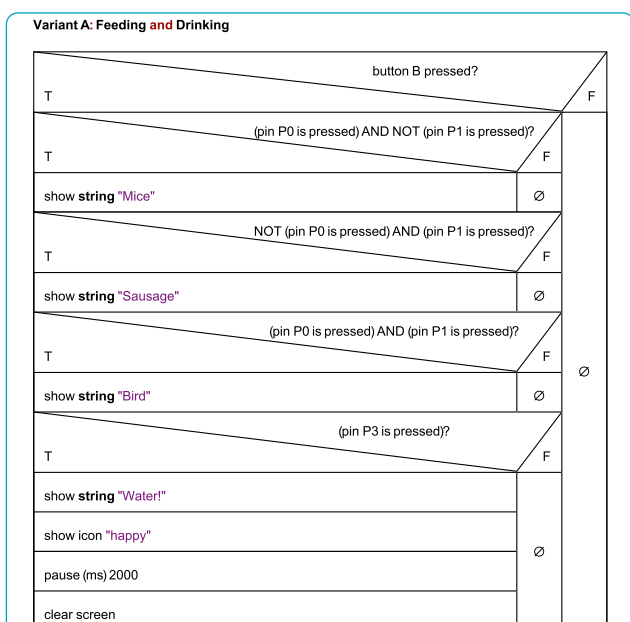 Variant A: Feeding and Drinking
button B pressed?
T
F
(pin P0 is pressed) AND NOT (pin P1 is pressed)?
T
F
show string "Mice"
∅
NOT (pin P0 is pressed) AND (pin P1 is pressed)?
T
F
show string "Sausage"
∅
(pin P0 is pressed) AND (pin P1 is pressed)?
T
F
∅
show string "Bird"
∅
(pin P3 is pressed)?
T
F
show string "Water!"
show icon "happy"
∅
pause (ms) 2000
clear screen